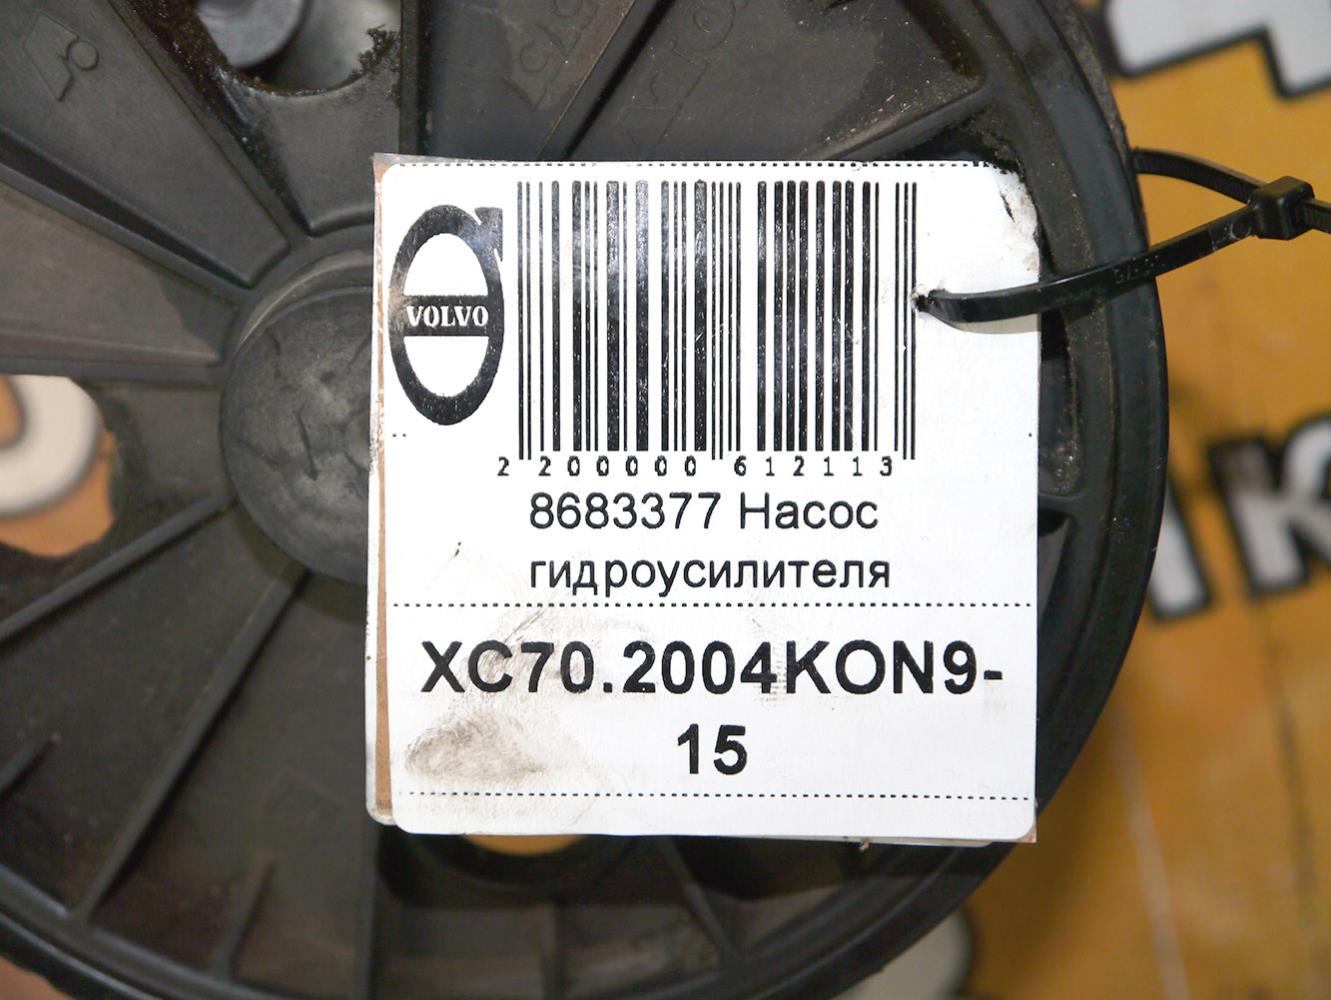 VOLVO
2 200000 612113
8683377 Насос
гидроусилителя
XC70.2004KON9-
15